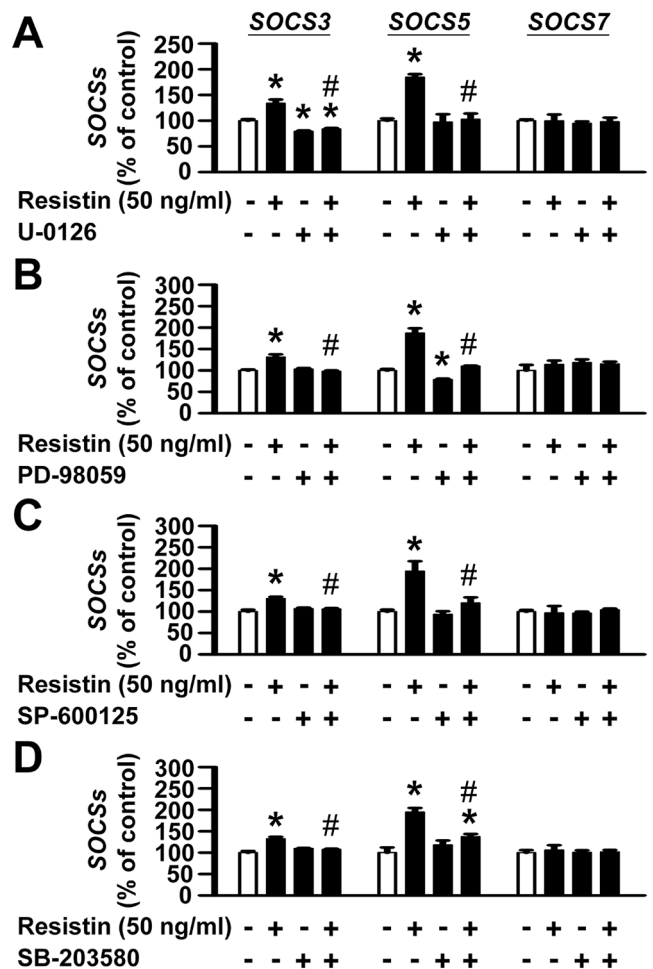 SOCS3 SOCS5 SOCS7
A
SOCSs
(% of control)
250
200
150
100
50
0
* * # * * #
Resistin (50 ng/ml) - + - + - + - + - + - +
U-0126 - - + + - - + + - - + +
B
SOCSs
(% of control)
300
250
200
150
100
50
0
* # * * #
Resistin (50 ng/ml) - + - + - + - + - + - +
PD-98059 - - + + - - + + - - + +
C
SOCSs
(% of control)
300
250
200
150
100
50
0
* # * #
Resistin (50 ng/ml) - + - + - + - + - + - +
SP-600125 - - + + - - + + - - + +
D
SOCSs
(% of control)
300
250
200
150
100
50
0
* # * # *
Resistin (50 ng/ml) - + - + - + - + - + - +
SB-203580 - - + + - - + + - - + +